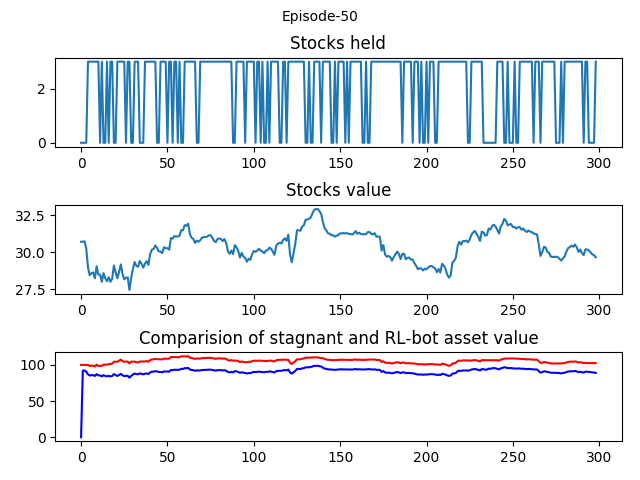 Episode-50
Stocks held
2
0
0 50 100 150 200 250 300
Stocks value
32.5
30.0
27.5
0 50 100 150 200 250 300
Comparision of stagnant and RL-bot asset value
100
50
0
0 50 100 150 200 250 300